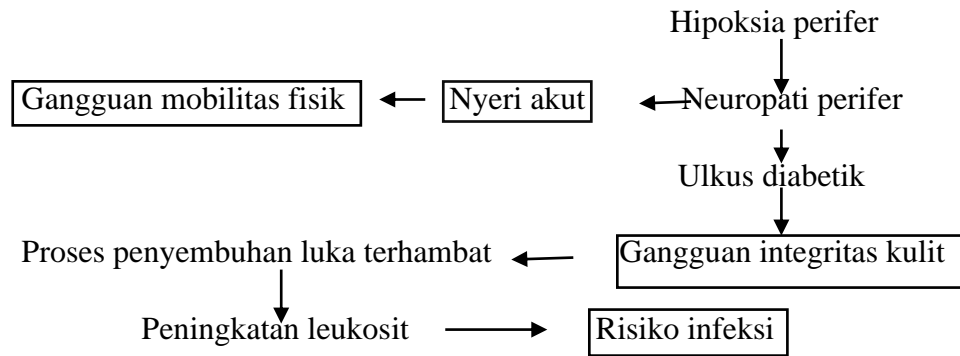 Hipoksia perifer
Gangguan mobilitas fisik Nyeri akut Neuropati perifer
Ulkus diabetik
Proses penyembuhan luka terhambat Gangguan integritas kulit
Peningkatan leukosit Risiko infeksi